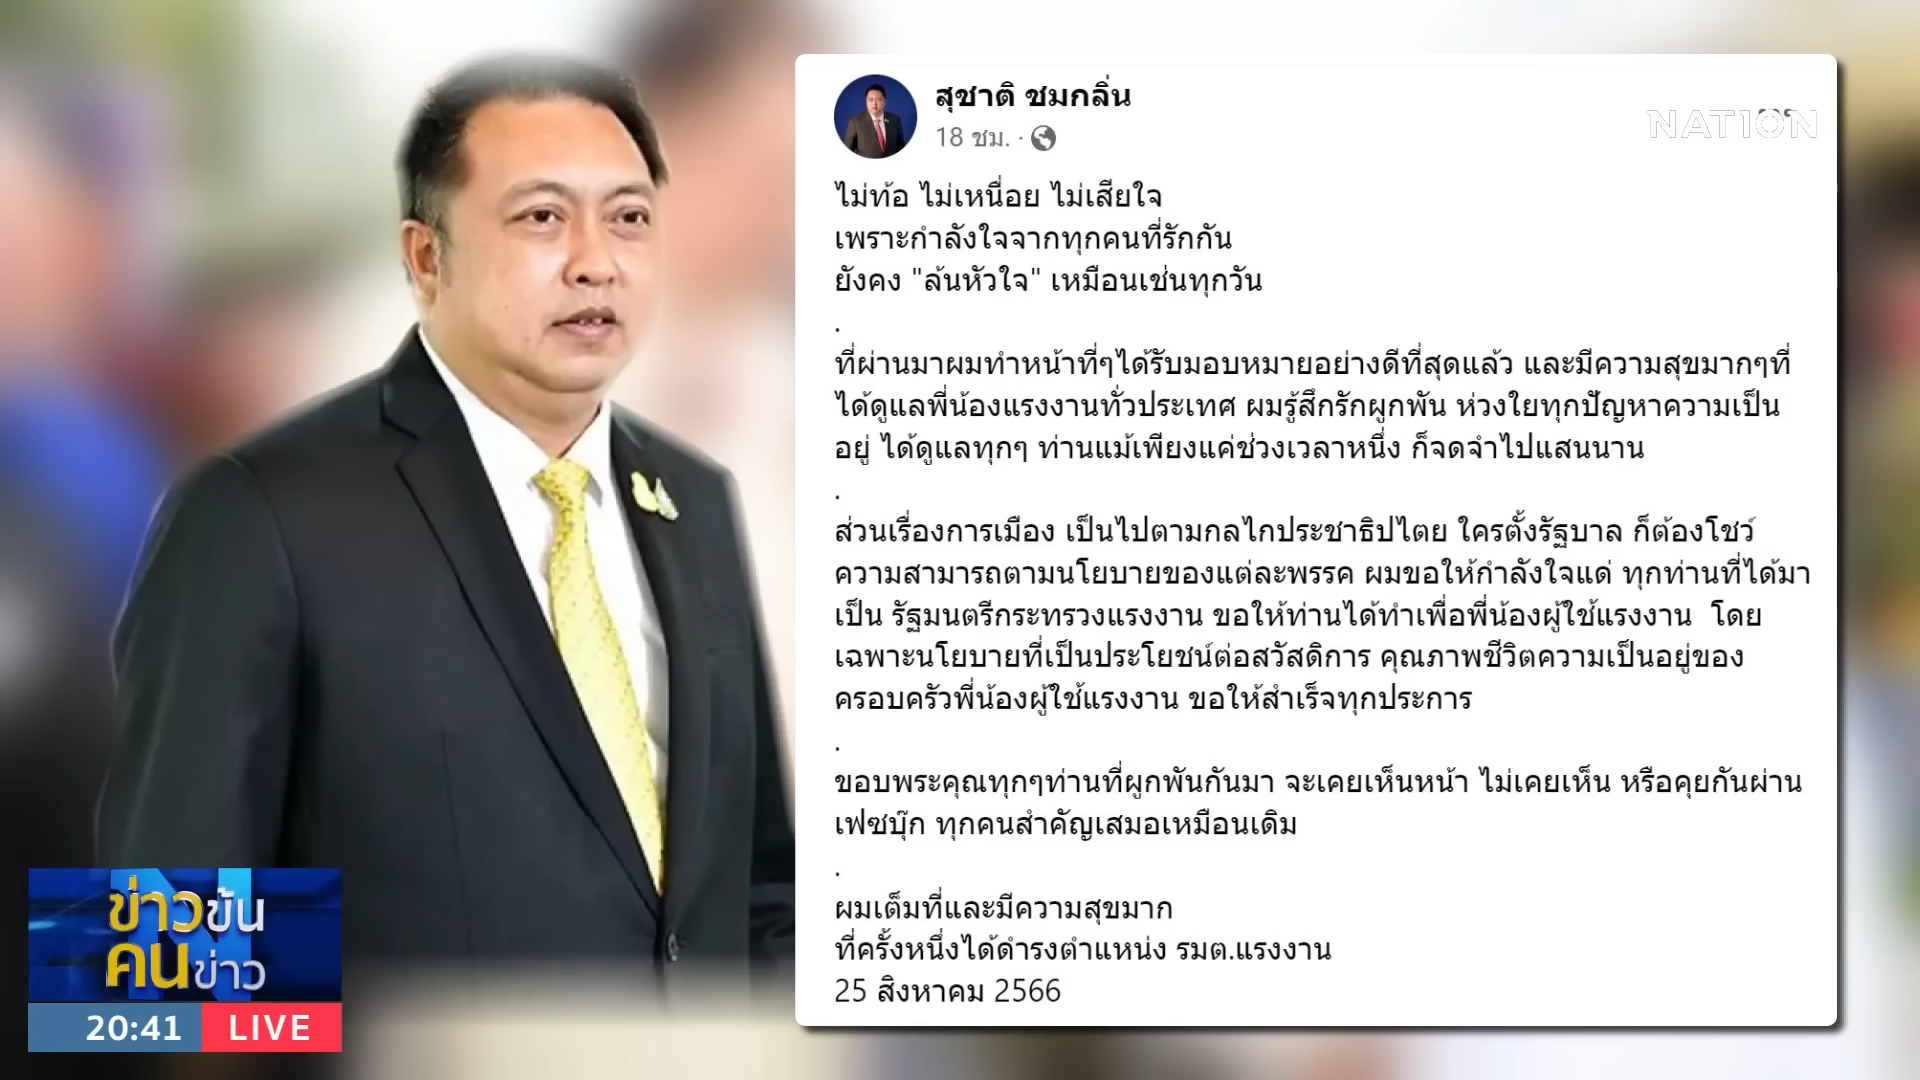 สุชาติ ชมกลิ่น
18 ชม. ·
NATION
ไม่ท้อ ไม่เหนื่อย ไม่เสียใจ
เพราะกำลังใจจากทุกคนที่รักกัน
ยังคง "ล้นหัวใจ" เหมือนเช่นทุกวัน
.
ที่ผ่านมาผมทำหน้าที่ๆได้รับมอบหมายอย่างดีที่สุดแล้ว และมีความสุขมากๆที่
ได้ดูแลพี่น้องแรงงานทั่วประเทศ ผมรู้สึกรักผูกพัน ห่วงใยทุกปัญหาความเป็น
อยู่ ได้ดูแลทุกๆ ท่านแม้เพียงแค่ช่วงเวลาหนึ่ง ก็จดจำไปแสนนาน
.
ส่วนเรื่องการเมือง เป็นไปตามกลไกประชาธิปไตย ใครตั้งรัฐบาล ก็ต้องโชว์
ความสามารถตามนโยบายของแต่ละพรรค ผมขอให้กำลังใจแด่ ทุกท่านที่ได้มา
เป็น รัฐมนตรีกระทรวงแรงงาน ขอให้ท่านได้ทำเพื่อพี่น้องผู้ใช้แรงงาน  โดย
เฉพาะนโยบายที่เป็นประโยชน์ต่อสวัสดิการ คุณภาพชีวิตความเป็นอยู่ของ
ครอบครัวพี่น้องผู้ใช้แรงงาน ขอให้สำเร็จทุกประการ
.
ขอบพระคุณทุกๆท่านที่ผูกพันกันมา จะเคยเห็นหน้า ไม่เคยเห็น หรือคุยกันผ่าน
เฟซบุ๊ก ทุกคนสำคัญเสมอเหมือนเดิม
.
ผมเต็มที่และมีความสุขมาก
ที่ครั้งหนึ่งได้ดำรงตำแหน่ง รมต.แรงงาน
25 สิงหาคม 2566
ข่าวข้น
คนข่าว
20:41 LIVE